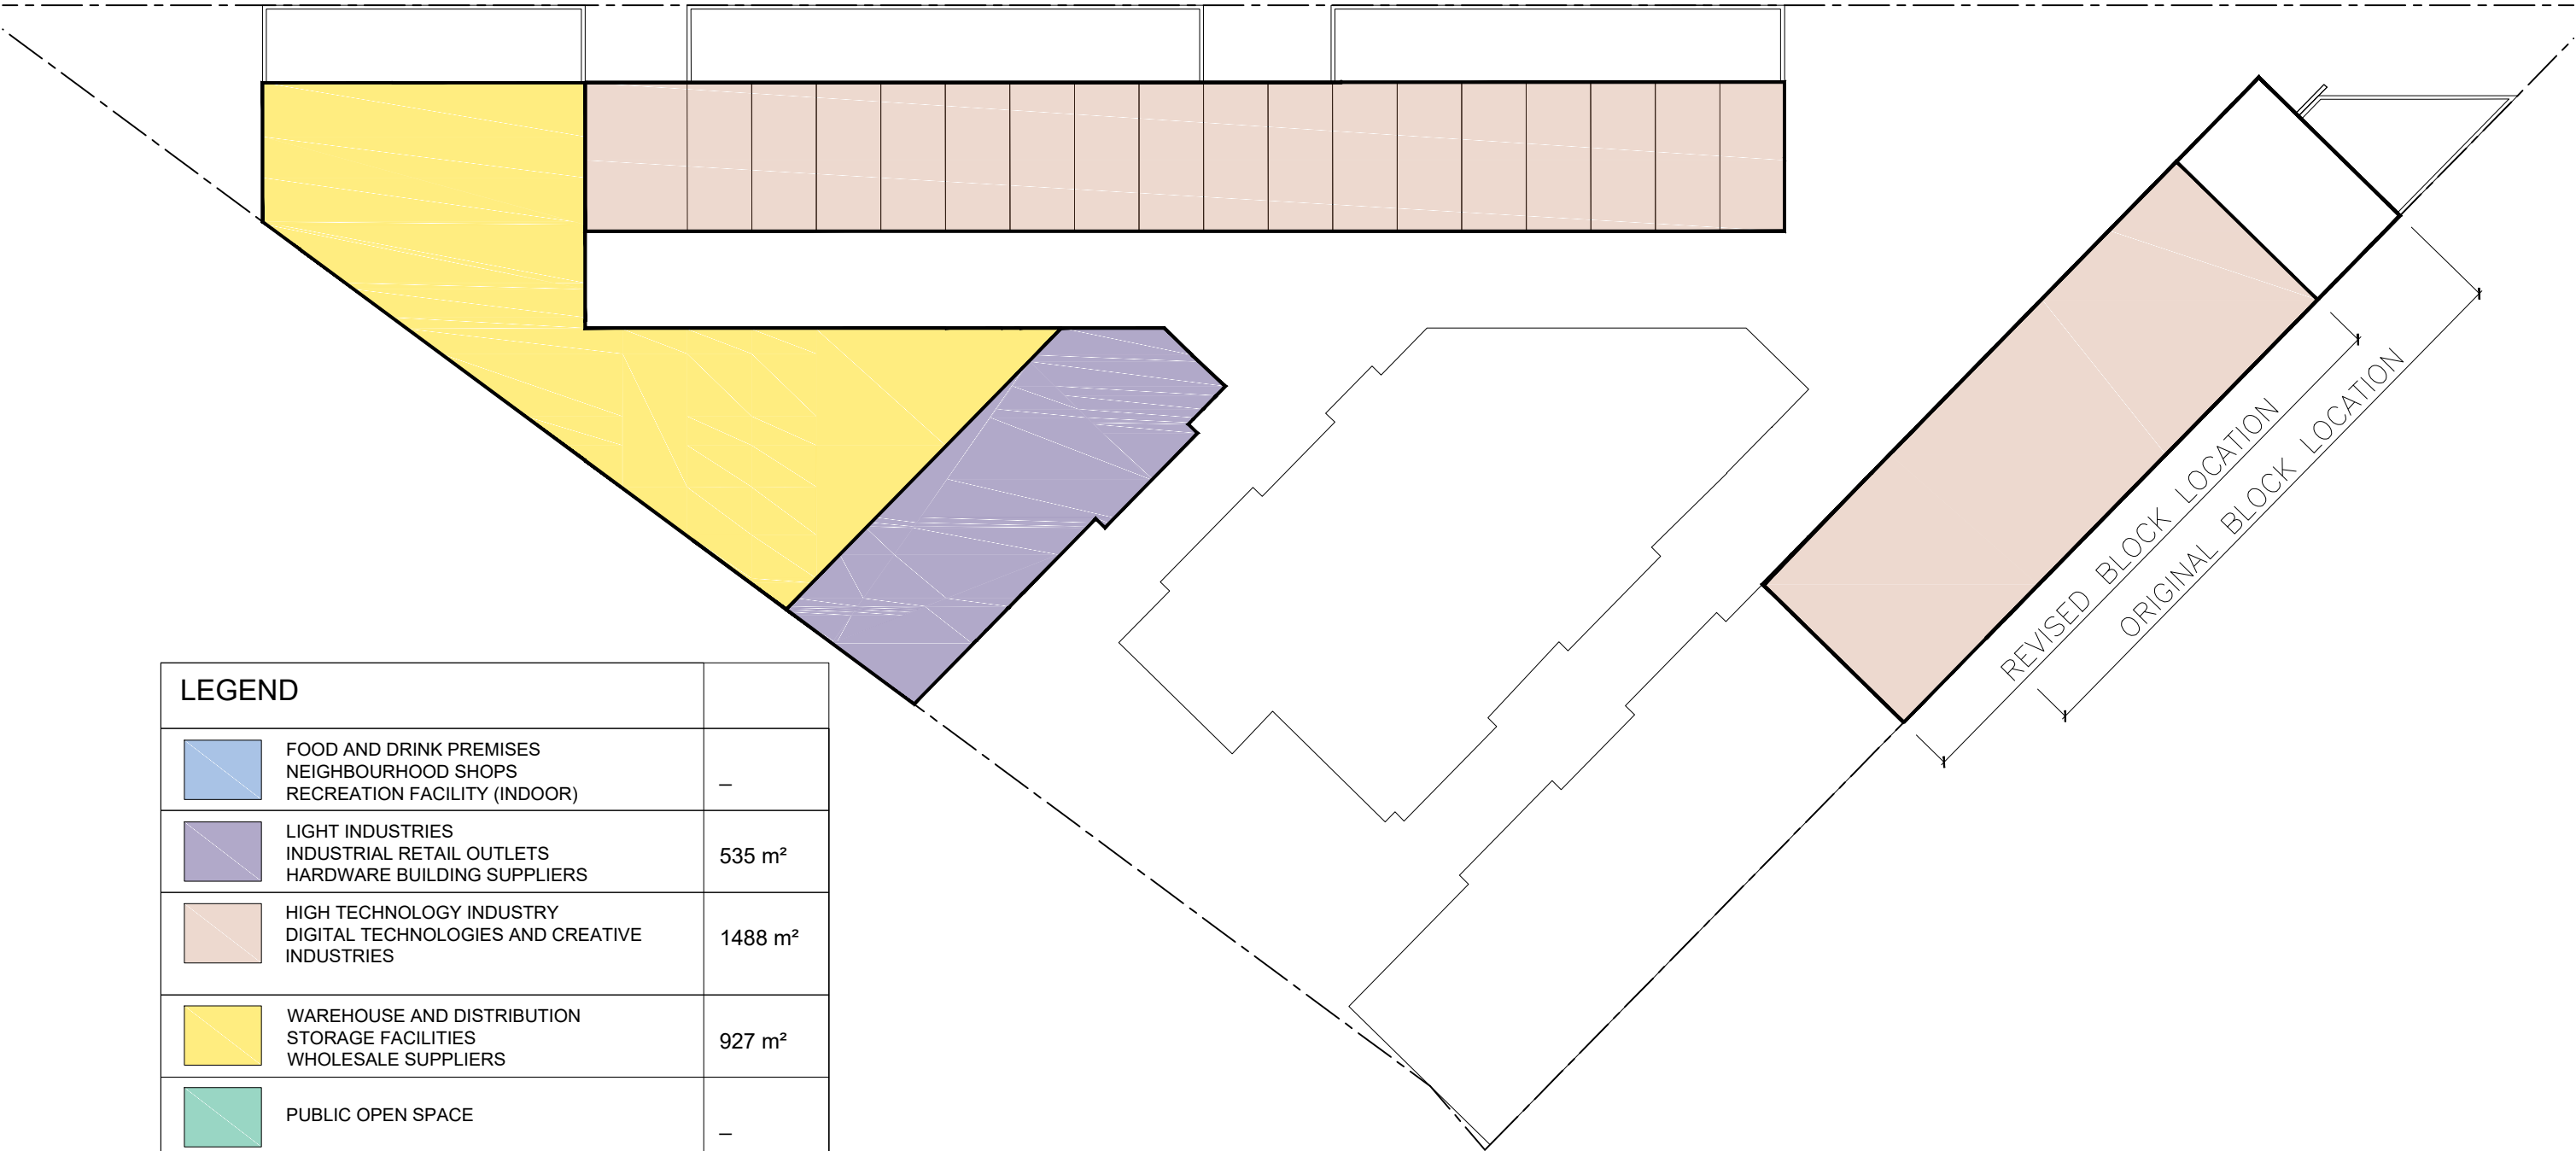 REVISED BLOCK LOCATION
ORIGINAL BLOCK LOCATION
LEGEND
FOOD AND DRINK PREMISES
NEIGHBOURHOOD SHOPS
RECREATION FACILITY (INDOOR)
–
LIGHT INDUSTRIES
INDUSTRIAL RETAIL OUTLETS
HARDWARE BUILDING SUPPLIERS
535 m²
HIGH TECHNOLOGY INDUSTRY
DIGITAL TECHNOLOGIES AND CREATIVE
INDUSTRIES
1488 m²
WAREHOUSE AND DISTRIBUTION
STORAGE FACILITIES
WHOLESALE SUPPLIERS
927 m²
PUBLIC OPEN SPACE
–